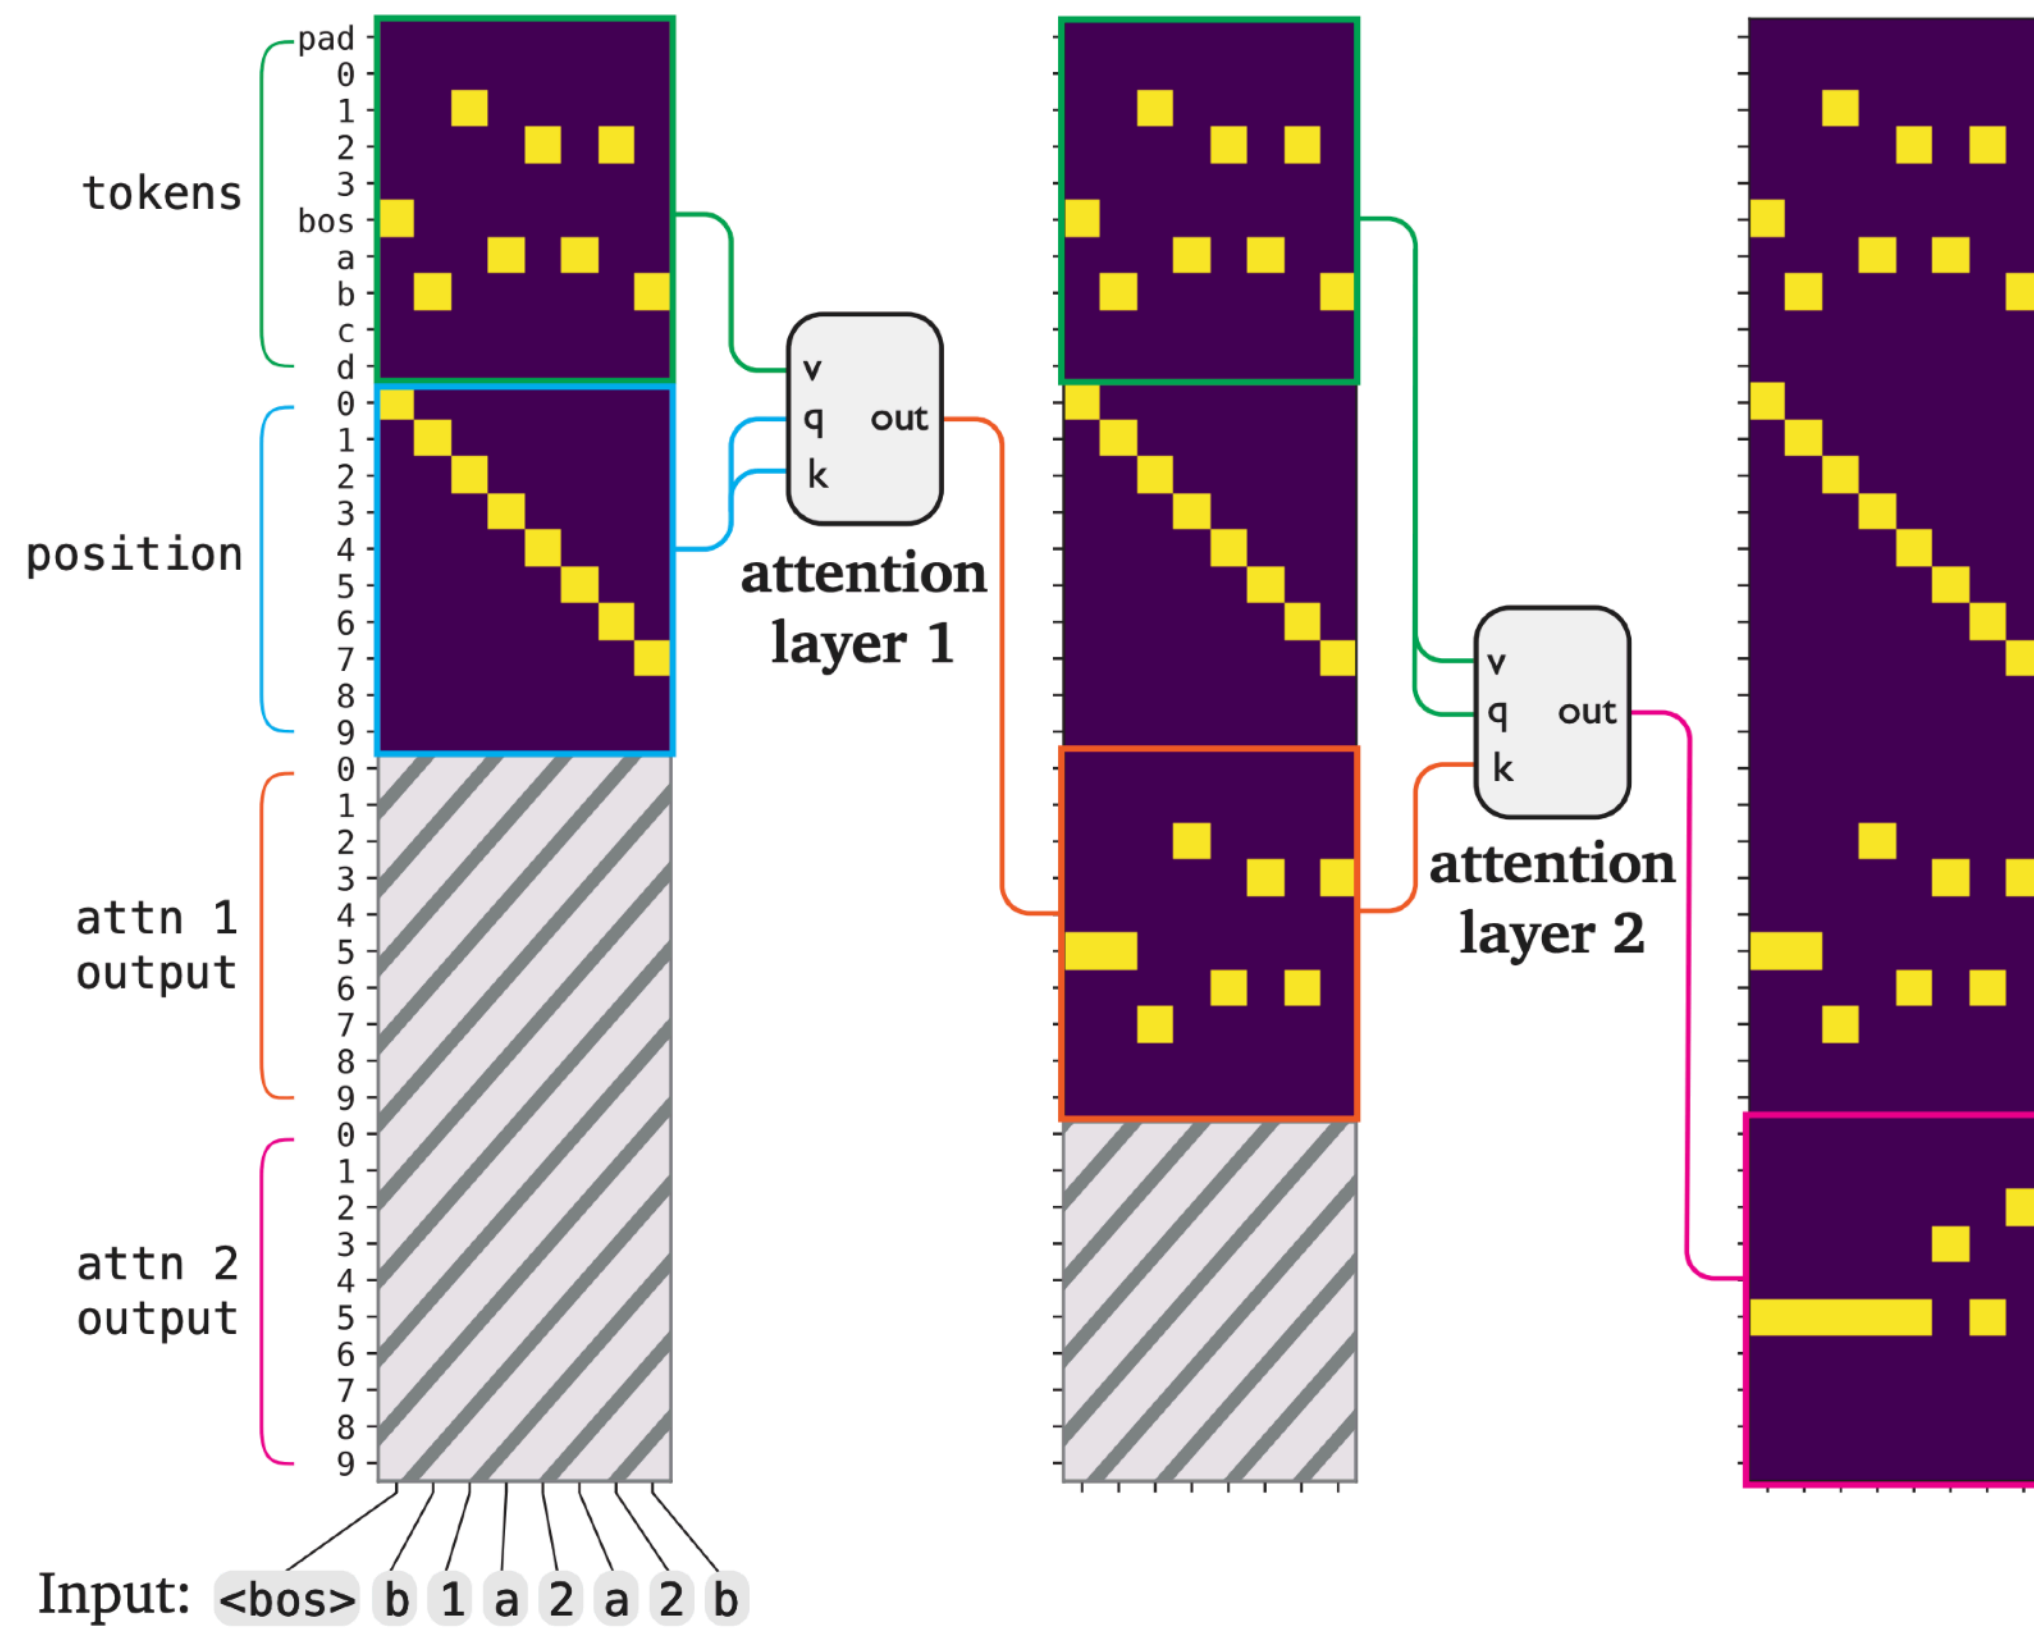 tokens
pad
0
1
2
3
bos
a
b
c
d
position
0
1
2
3
4
5
6
7
8
9
attn 1
output
0
1
2
3
4
5
6
7
8
9
attn 2
output
0
1
2
3
4
5
6
7
8
9
v
q out
k
attention
layer 1
v
q out
k
attention
layer 2
Input: <bos> b 1 a 2 a 2 b